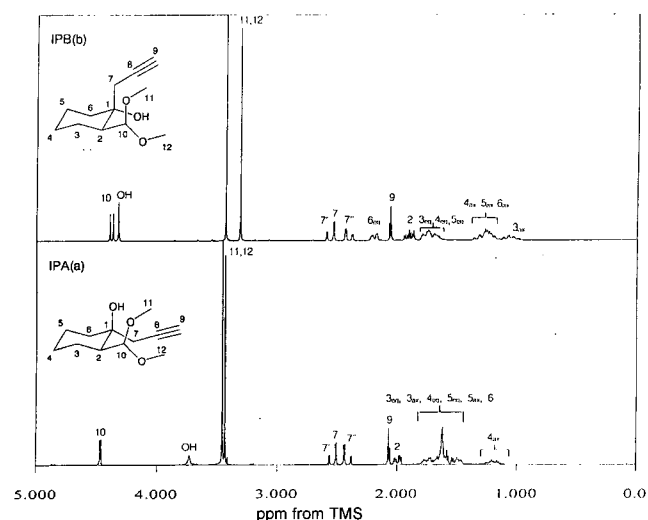 11,12
IPB(b)
9
8
7
11
OH
O
1
6
5
4
3
2
10
O
12
10
OH
7'
7
7''
6eq
9
2
3eq, 4eq, 5eq
4ax 5ax 6ax
3ax
11,12
IPA(a)
OH
11
O
9
8
7
1
6
5
4
3
2
10
O
12
10
OH
7'
7
7''
9
2
3eq, 3ax, 4eq, 5eq, 5ax, 6
4ax
5.000 4.000 3.000 2.000 1.000 0.0
ppm from TMS